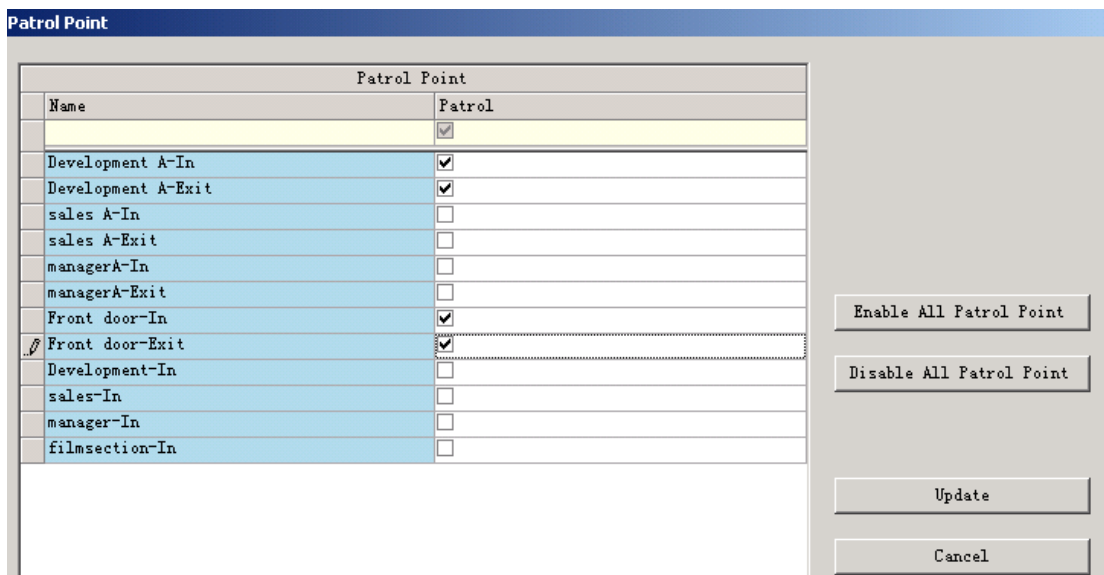 Patrol Point
Patrol Point
Name Patrol
Development A-In
Development A-Exit
sales A-In
sales A-Exit
managerA-In
managerA-Exit
Front door-In
Front door-Exit
Development-In
sales-In
manager-In
filmsection-In
Enable All Patrol Point
Disable All Patrol Point
Update
Cancel